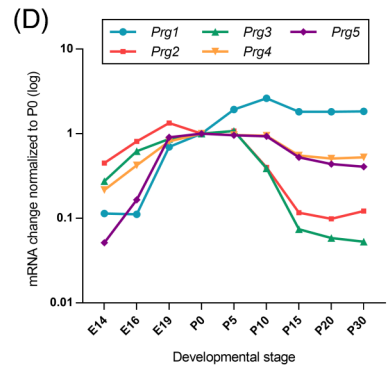 (D)
Prg1 Prg3 Prg5
Prg2 Prg4
mRNA change normalized to P0 (log)
10
1
0.1
0.01
E14 E16 E19 P0 P5 P10 P15 P20 P30
Developmental stage